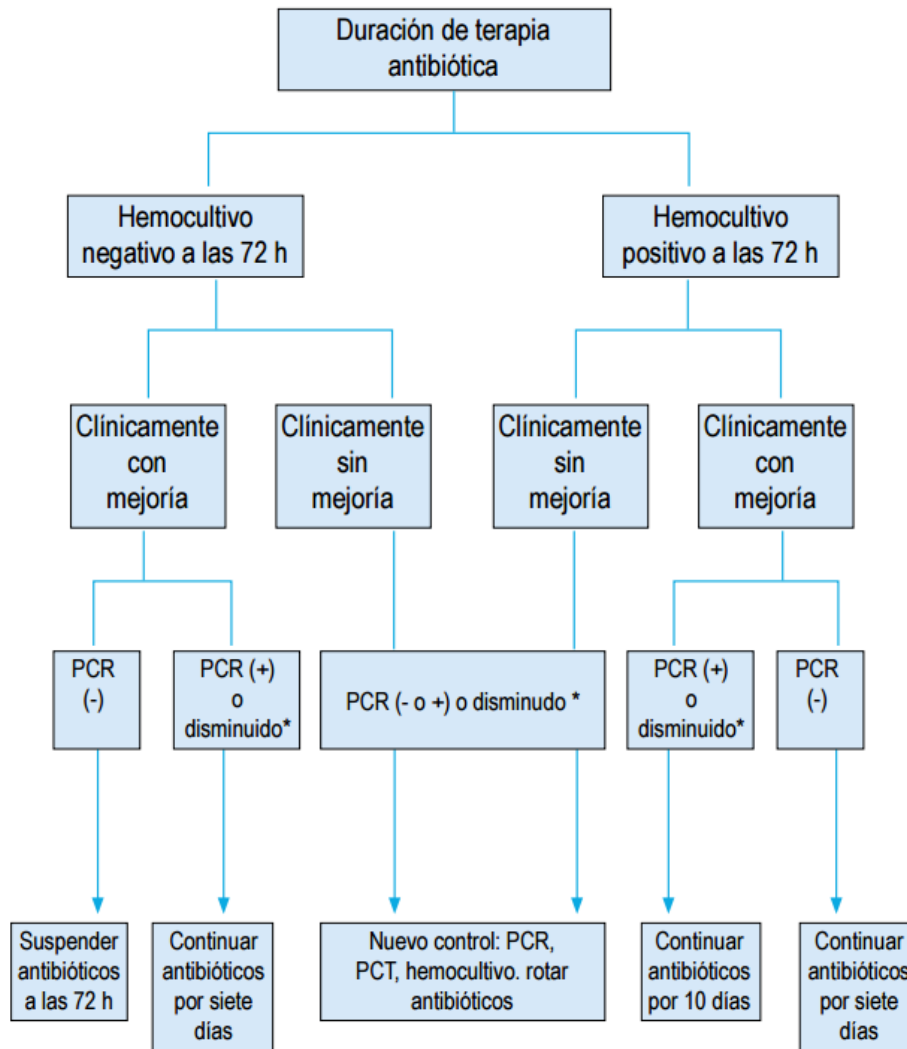 Duración de terapia
antibiótica
Hemocultivo
negativo a las 72 h
Hemocultivo
positivo a las 72 h
Clínicamente
con
mejoría
Clínicamente
sin
mejoría
Clínicamente
sin
mejoría
Clínicamente
con
mejoría
PCR
(-)
PCR (+)
o
disminuido*
PCR (- o +) o disminudo *
PCR (+)
o
disminuido*
PCR
(-)
Suspender
antibióticos
a las 72 h
Continuar
antibióticos
por siete
días
Nuevo control: PCR,
PCT, hemocultivo. rotar
antibióticos
Continuar
antibióticos
por 10 días
Continuar
antibióticos
por siete
días